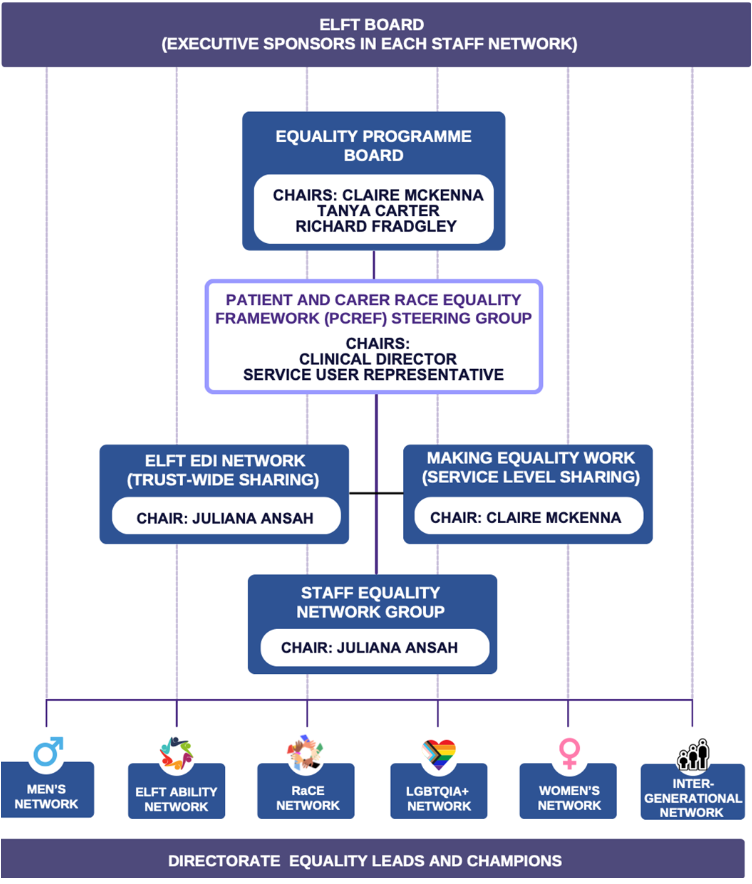 ELFT BOARD
(EXECUTIVE SPONSORS IN EACH STAFF NETWORK)
EQUALITY PROGRAMME
BOARD
CHAIRS: CLAIRE MCKENNA
TANYA CARTER
RICHARD FRADGLEY
PATIENT AND CARER RACE EQUALITY
FRAMEWORK (PCREF) STEERING GROUP
CHAIRS:
CLINICAL DIRECTOR
SERVICE USER REPRESENTATIVE
ELFT EDI NETWORK
(TRUST-WIDE SHARING)
CHAIR: JULIANA ANSAH
MAKING EQUALITY WORK
(SERVICE LEVEL SHARING)
CHAIR: CLAIRE MCKENNA
STAFF EQUALITY
NETWORK GROUP
CHAIR: JULIANA ANSAH
MEN'S
NETWORK
ELFT ABILITY
NETWORK
RaCE
NETWORK
LGBTQIA+
NETWORK
WOMEN'S
NETWORK
INTER-
GENERATIONAL
NETWORK
DIRECTORATE EQUALITY LEADS AND CHAMPIONS